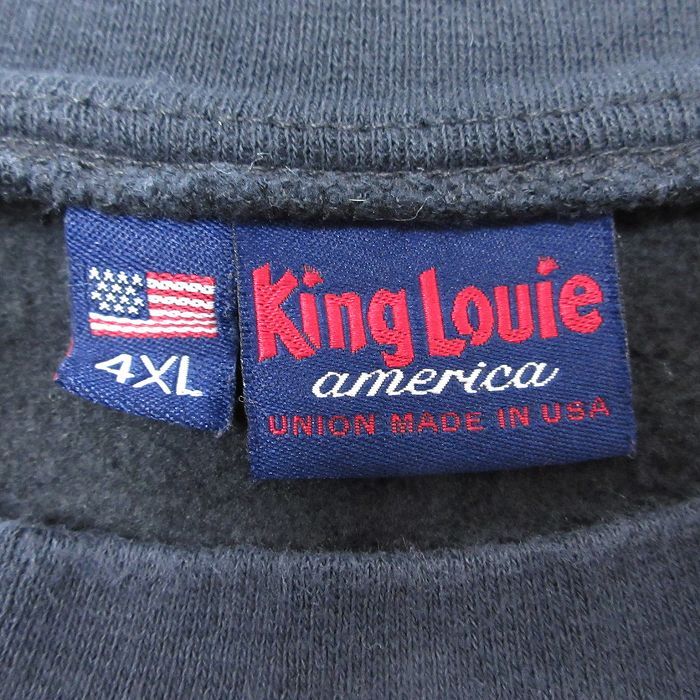 4XL
King Louie
america
UNION MADE IN USA